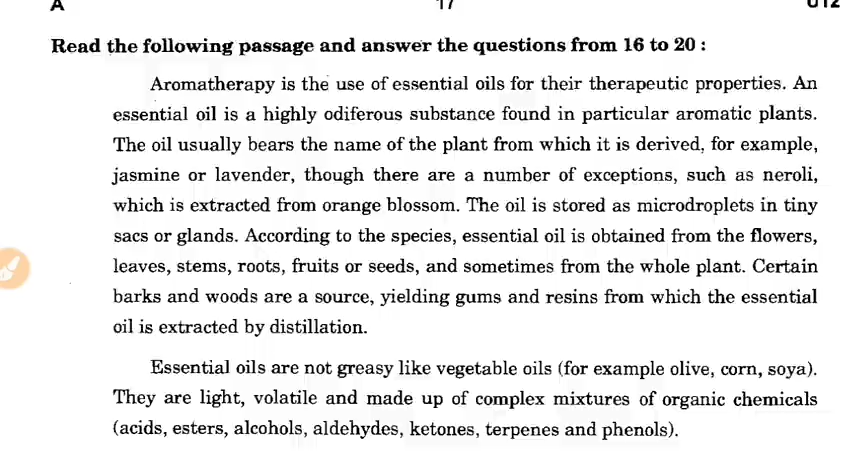 A 17 U12
Read the following passage and answer the questions from 16 to 20 :
Aromatherapy is the use of essential oils for their therapeutic properties. An
essential oil is a highly odiferous substance found in particular aromatic plants.
The oil usually bears the name of the plant from which it is derived, for example,
jasmine or lavender, though there are a number of exceptions, such as neroli,
which is extracted from orange blossom. The oil is stored as microdroplets in tiny
sacs or glands. According to the species, essential oil is obtained from the flowers,
leaves, stems, roots, fruits or seeds, and sometimes from the whole plant. Certain
barks and woods are a source, yielding gums and resins from which the essential
oil is extracted by distillation.
Essential oils are not greasy like vegetable oils (for example olive, corn, soya).
They are light, volatile and made up of complex mixtures of organic chemicals
(acids, esters, alcohols, aldehydes, ketones, terpenes and phenols).